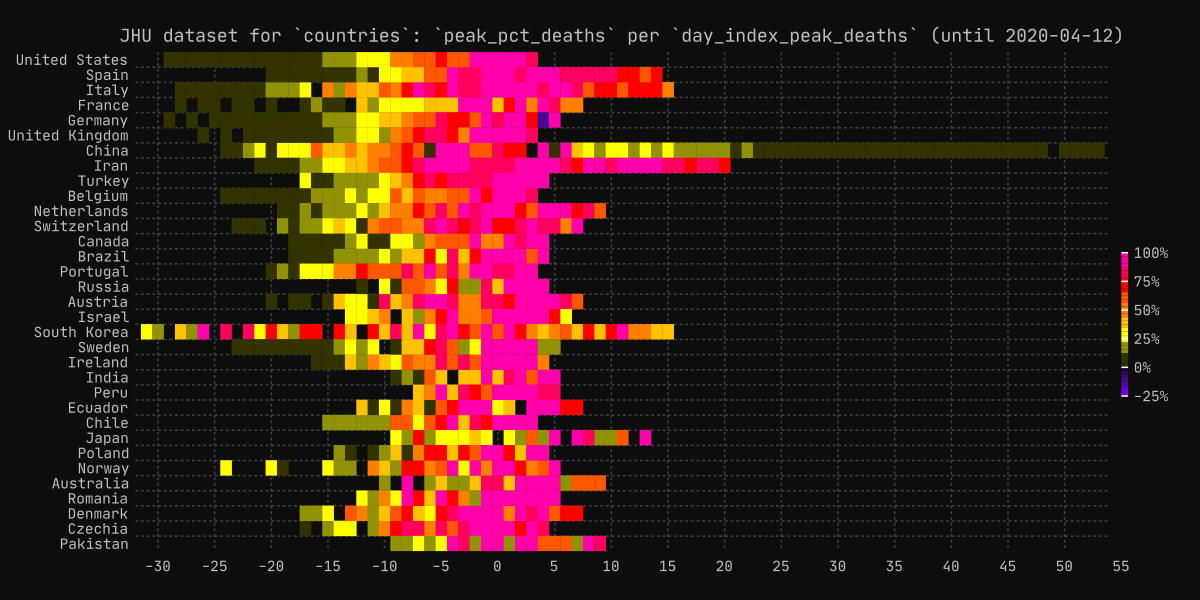 JHU dataset for `countries`: `peak_pct_deaths` per `day_index_peak_deaths` (until 2020-04-12)
United States
Spain
Italy
France
Germany
United Kingdom
China
Iran
Turkey
Belgium
Netherlands
Switzerland
Canada
Brazil
Portugal
Russia
Austria
Israel
South Korea
Sweden
Ireland
India
Peru
Ecuador
Chile
Japan
Poland
Norway
Australia
Romania
Denmark
Czechia
Pakistan
100%
75%
50%
25%
0%
-25%
-30 -25 -20 -15 -10 -5 0 5 10 15 20 25 30 35 40 45 50 55